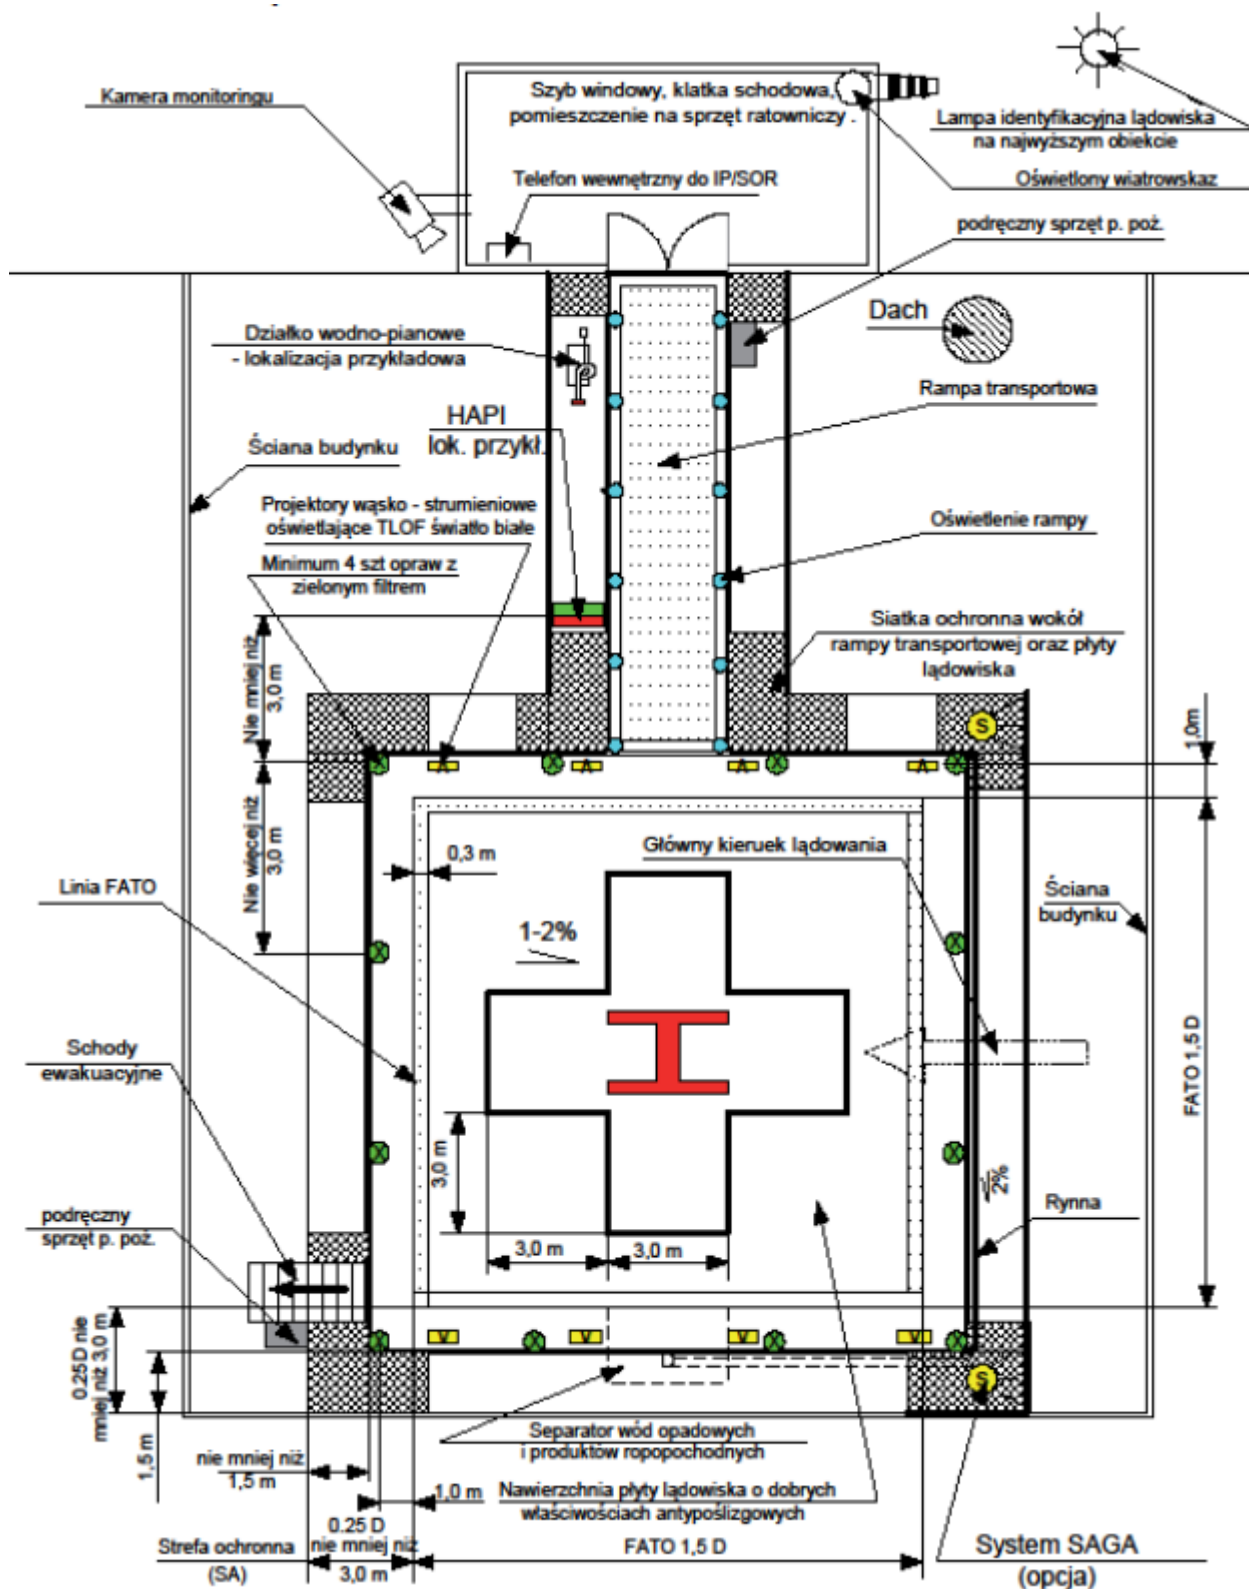 Kamera monitoringu
Szyb windowy, klatka schodowa,
pomieszczenie na sprzęt ratowniczy .
Telefon wewnętrzny do IP/SOR
Lampa identyfikacyjna lądowiska
na najwyższym obiekcie
Oświetlony wiatrowskaz
podręczny sprzęt p. poż.
Dach
Działko wodno-pianowe
- lokalizacja przykładowa
Rampa transportowa
HAPI
lok. przykł.
Ściana budynku
Projektory wąsko - strumieniowe
oświetlające TLOF światło białe
Oświetlenie rampy
Minimum 4 szt opraw z
zielonym filtrem
Siatka ochronna wokół
rampy transportowej oraz płyty
lądowiska
Nie mniej niż
3,0 m
S
1,0m
X
X
X
X
A
A
A
A
Nie więcej niż
3,0 m
0,3 m
Główny kieruek lądowania
Linia FATO
Ściana
budynku
1-2%
X
X
H
FATO 1,5 D
Schody
ewakuacyjne
X
X
3,0 m
2%
Rynna
podręczny
sprzęt p. poż.
3,0 m
3,0 m
0.25 D nie
mniej niż 3,0 m
X
V
X
V
V
X
V
X
S
1,5 m
Separator wód opadowych
i produktów ropopochodnych
nie mniej niż
1,5 m
1,0 m
Nawierzchnia płyty lądowiska o dobrych
właściwościach antypoślizgowych
Strefa ochronna
(SA)
0.25 D
nie mniej niż
3,0 m
FATO 1,5 D
System SAGA
(opcja)